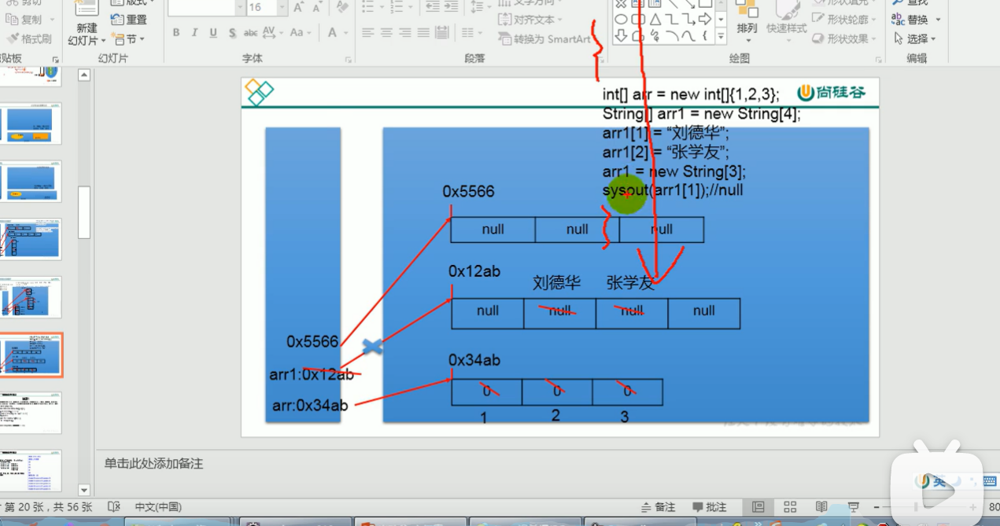 剪切
版式
16
文字方向
形状填充
查找
复制
新建
重置
对齐文本
排列
快速样式
形状轮廓
替换
格式刷
幻灯片
节
B I U S abc AV Aa A
转换为 SmartArt
形状效果
选择
幻灯片
字体
段落
绘图
编辑
尚硅谷
int[] arr = new int[]{1,2,3};
String[] arr1 = new String[4];
arr1[1] = “刘德华”;
arr1[2] = “张学友”;
arr1 = new String[3];
sysout(arr1[1]);//null
0x5566
null null null
0x12ab
刘德华 张学友
null null null null
0x5566
arr1:0x12ab
0x34ab
arr:0x34ab
0 0 0
1 2 3
单击此处添加备注
第 20 张，共 56 张
中文(中国)
备注
批注
英
80